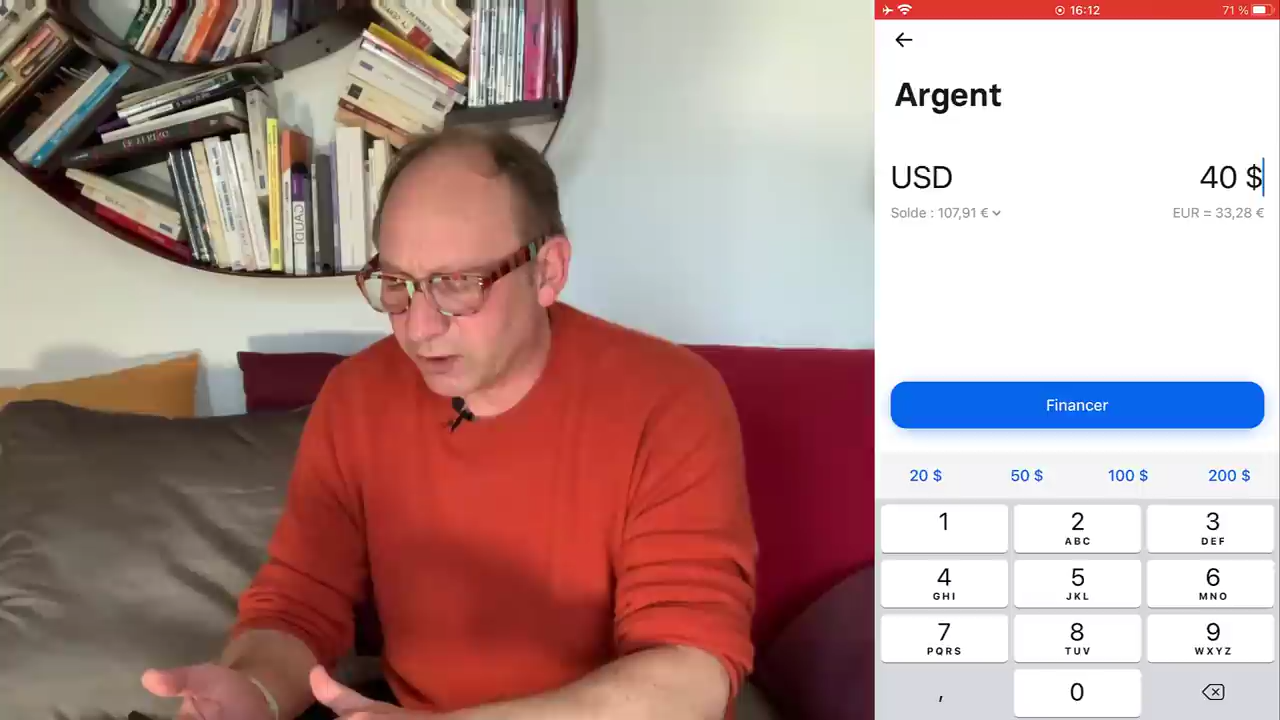 16:12
71 %
Argent
USD
40 $
Solde : 107,91 €
EUR = 33,28 €
Financer
20 $
50 $
100 $
200 $
1
2
ABC
3
DEF
4
GHI
5
JKL
6
MNO
7
PQRS
8
TUV
9
WXYZ
,
0
GAUDI